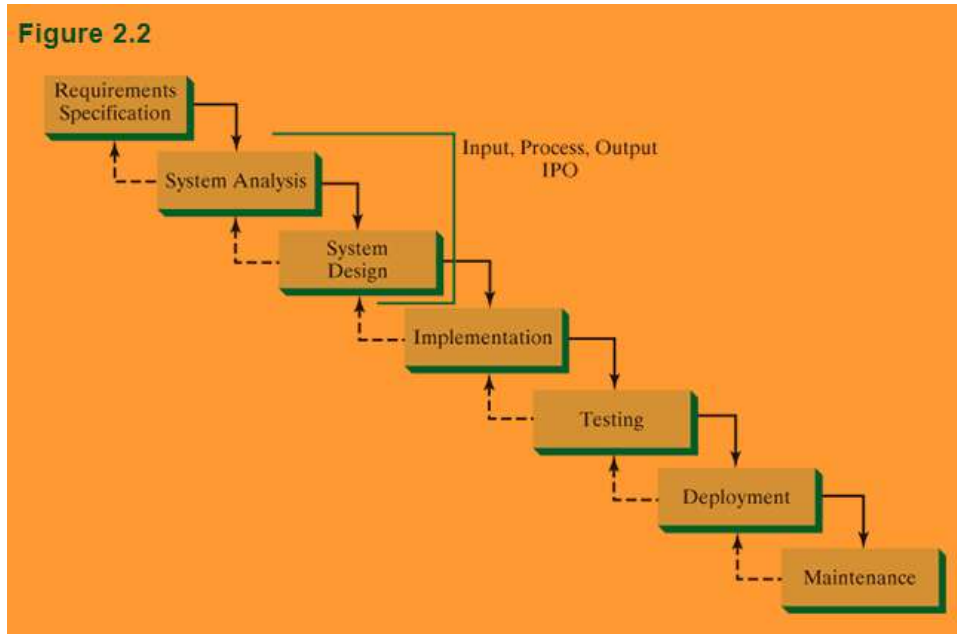 Figure 2.2
Requirements
Specification
Input, Process, Output
IPO
System Analysis
System
Design
Implementation
Testing
Deployment
Maintenance